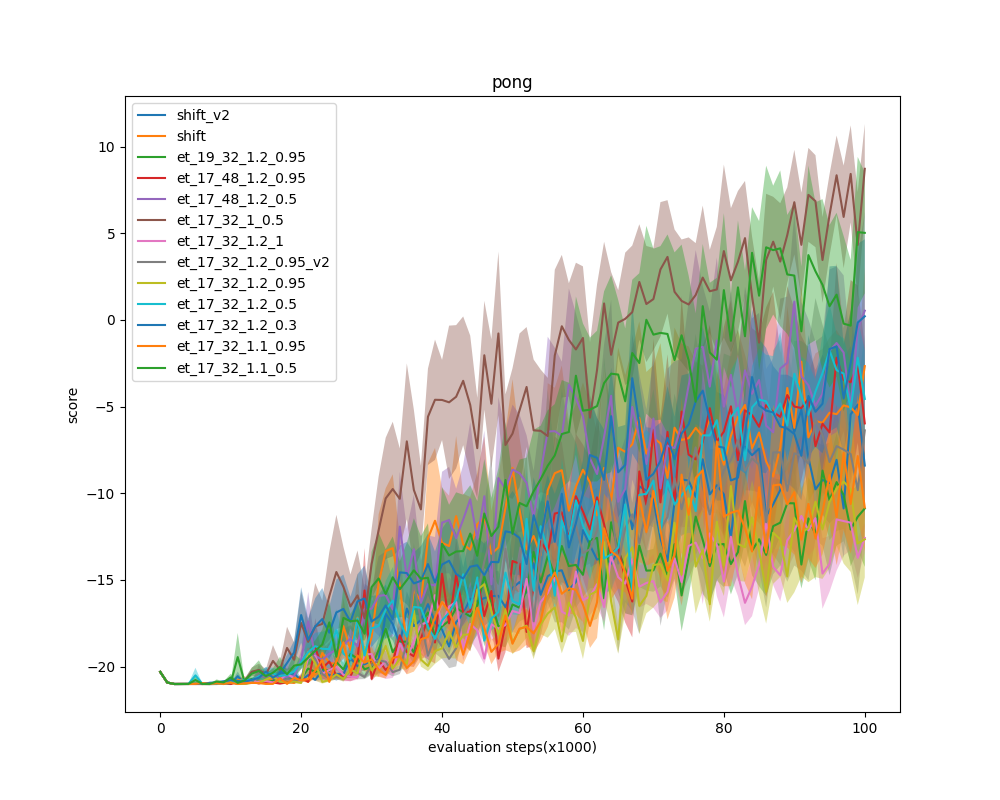 pong
shift_v2
shift
et_19_32_1.2_0.95
et_17_48_1.2_0.95
et_17_48_1.2_0.5
et_17_32_1_0.5
et_17_32_1.2_1
et_17_32_1.2_0.95_v2
et_17_32_1.2_0.95
et_17_32_1.2_0.5
et_17_32_1.2_0.3
et_17_32_1.1_0.95
et_17_32_1.1_0.5
score
10
5
0
−5
−10
−15
−20
0 20 40 60 80 100
evaluation steps(x1000)